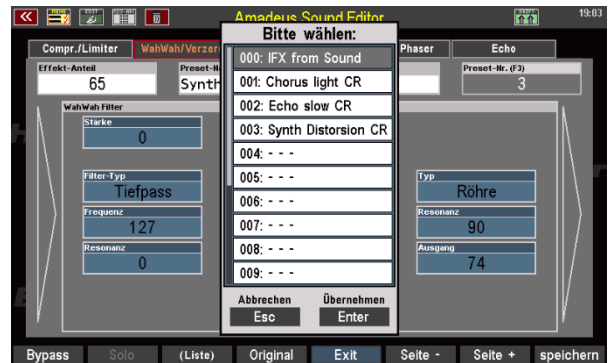 MENU
EDIT
Amadeus Sound Editor
SHIFT
19:03
Bitte wählen:
Compr./Limiter
WahWah/Verzer
Phaser
Echo
Effekt-Anteil
65
Preset-N
Synth
Preset-Nr. (F3)
3
000: IFX from Sound
001: Chorus light CR
002: Echo slow CR
003: Synth Distorsion CR
004: - - -
005: - - -
006: - - -
007: - - -
008: - - -
009: - - -
WahWah Filter
Stärke
0
Filter-Typ
Tiefpass
Frequenz
127
Resonanz
0
Typ
Röhre
Resonanz
90
Ausgang
74
Abbrechen
Übernehmen
Esc
Enter
Bypass
Solo
(Liste)
Original
Exit
Seite -
Seite +
speichern